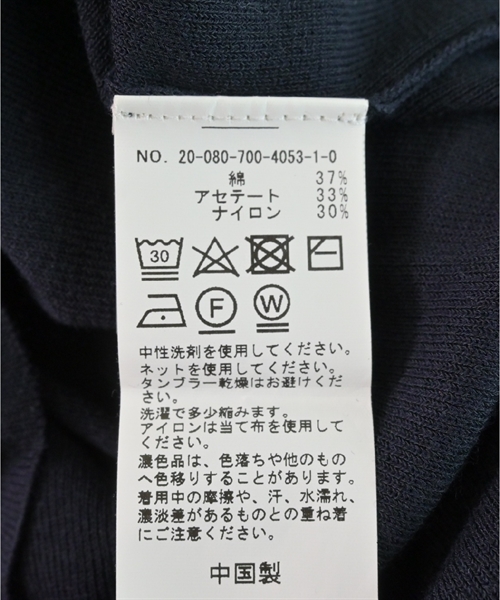 NO. 20-080-700-4053-1-0
綿 37%
アセテート 33%
ナイロン 30%
30
F W
中性洗剤を使用してください。
ネットを使用してください。
タンブラー乾燥はお避けくだ
さい。
洗濯で多少縮みます。
アイロンは当て布を使用して
ください。
濃色品は、色落ちや他のもの
へ色移りすることがあります。
着用中の摩擦や、汗、水濡れ、
濃淡差があるものとの重ね着
にご注意ください。
中国製